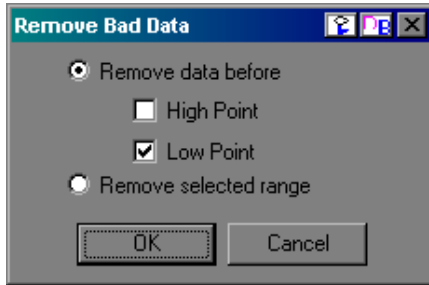 Remove Bad Data
Remove data before
High Point
Low Point
Remove selected range
OK Cancel